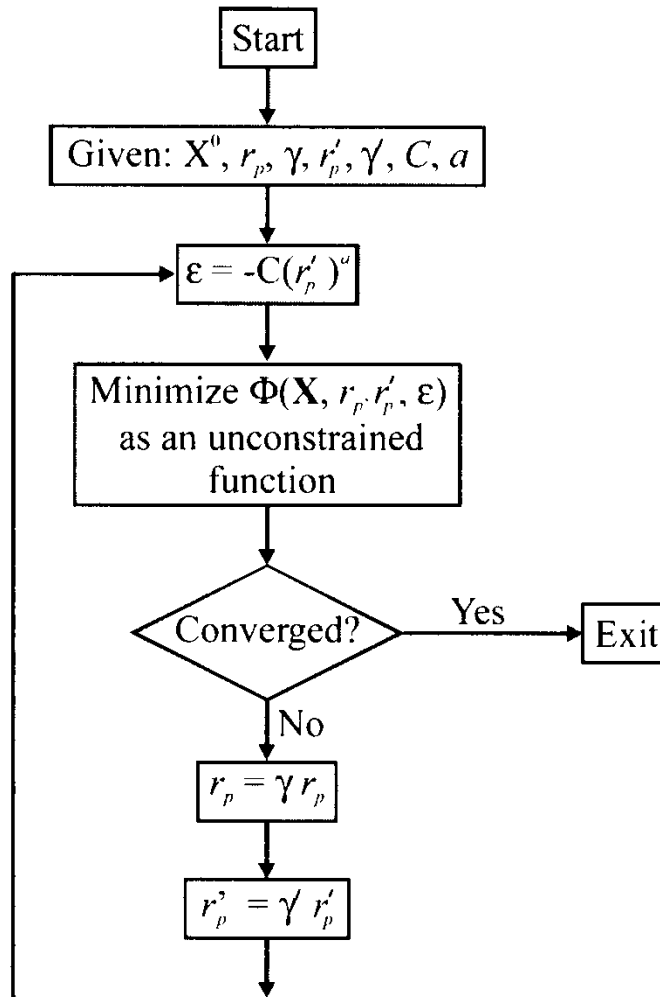 Start
Given: X⁰, rₚ, γ, r′ₚ, γ′, C, a
ε = -C(r′ₚ)ᵃ
Minimize Φ(X, rₚ, r′ₚ, ε)
as an unconstrained
function
Converged?
Yes
Exit
No
rₚ = γ rₚ
r’ₚ = γ′ r′ₚ